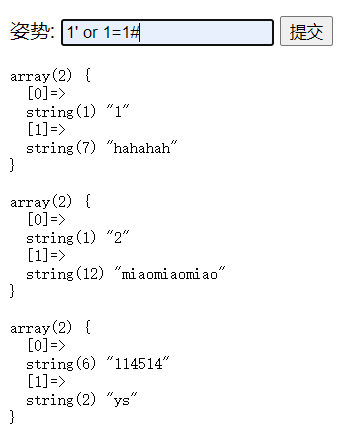 姿势: 1' or 1=1# 提交
array(2) {
  [0]=>
  string(1) "1"
  [1]=>
  string(7) "hahahah"
}
array(2) {
  [0]=>
  string(1) "2"
  [1]=>
  string(12) "miaomiaomiao"
}
array(2) {
  [0]=>
  string(6) "114514"
  [1]=>
  string(2) "ys"
}